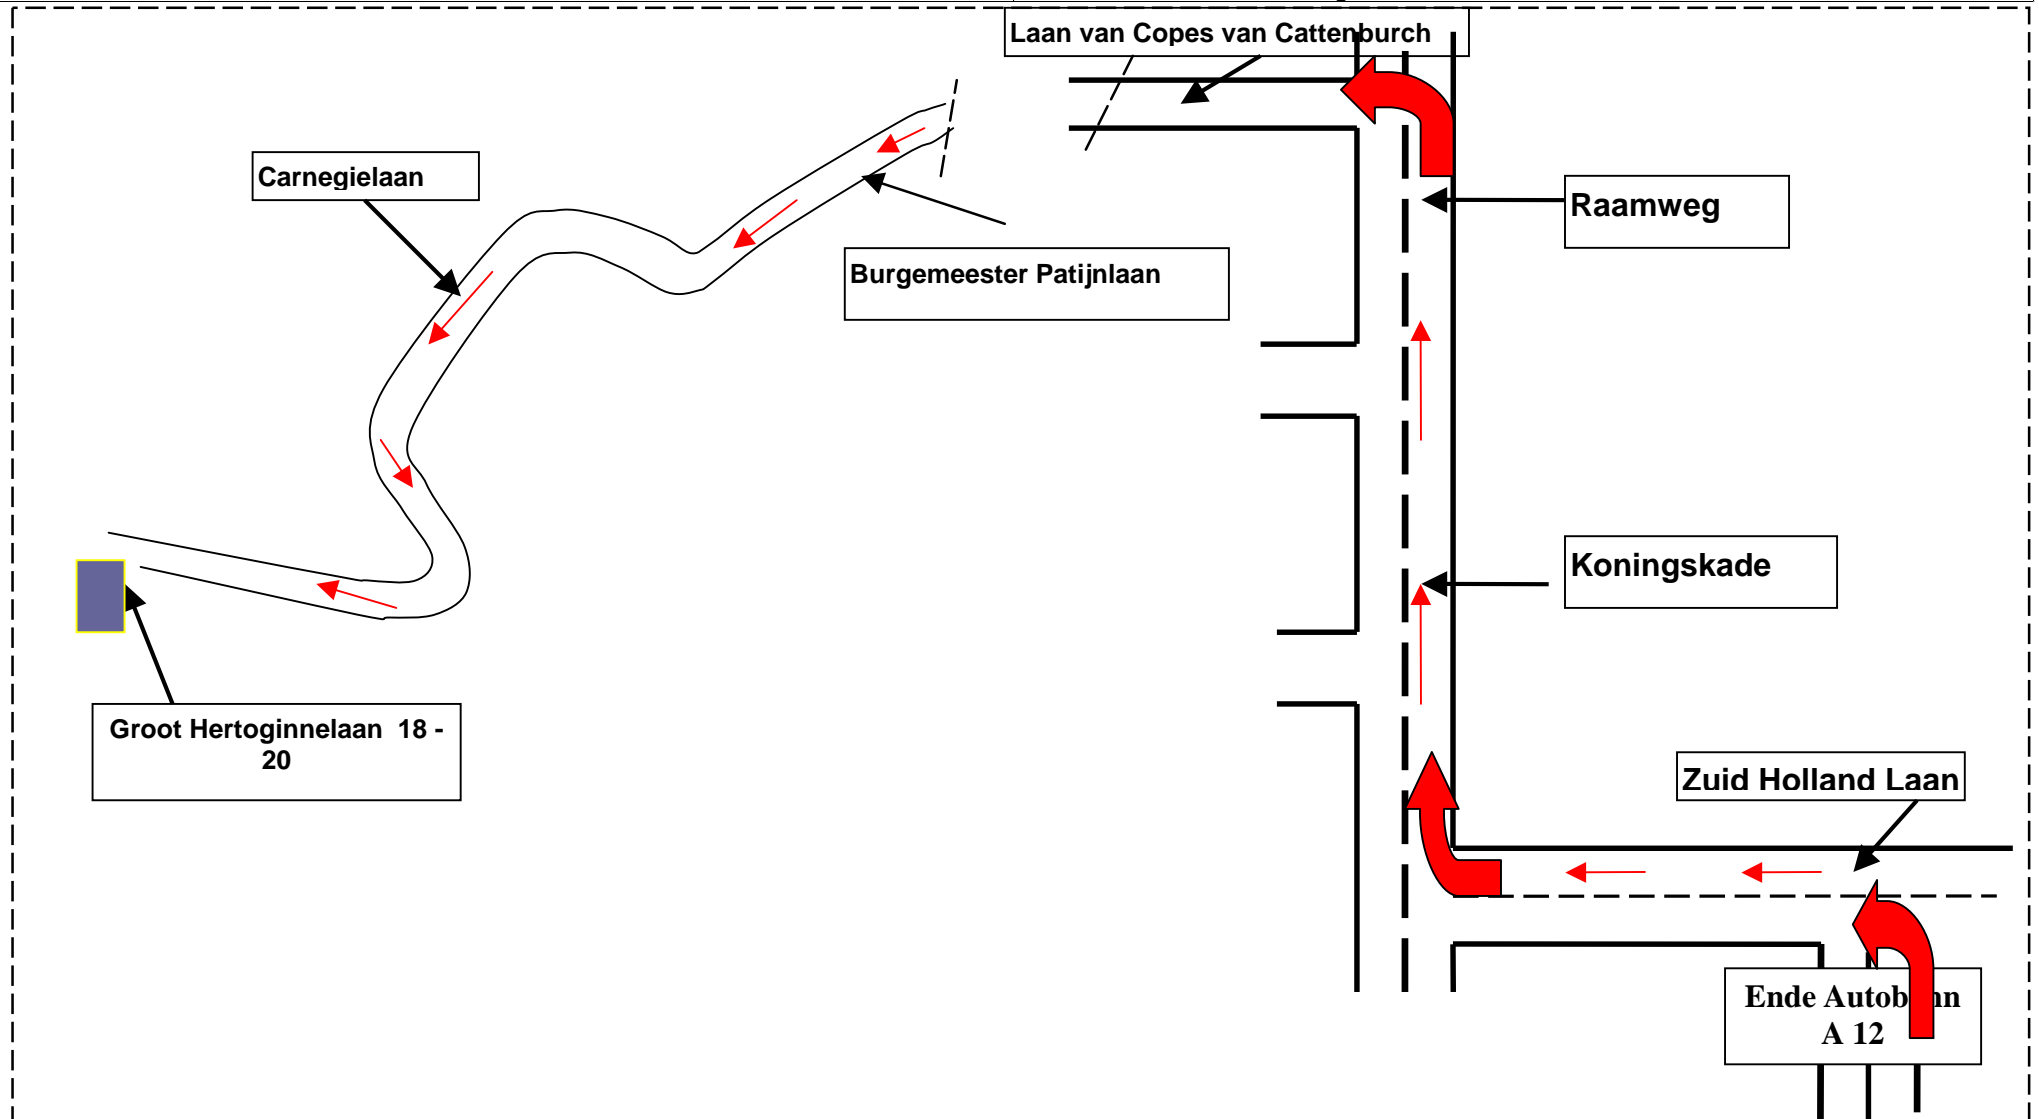 Laan van Copes van Cattenburch
Carnegielaan
Raamweg
Burgemeester Patijnlaan
Koningskade
Groot Hertoginnelaan 18 -
20
Zuid Holland Laan
Ende
A 12